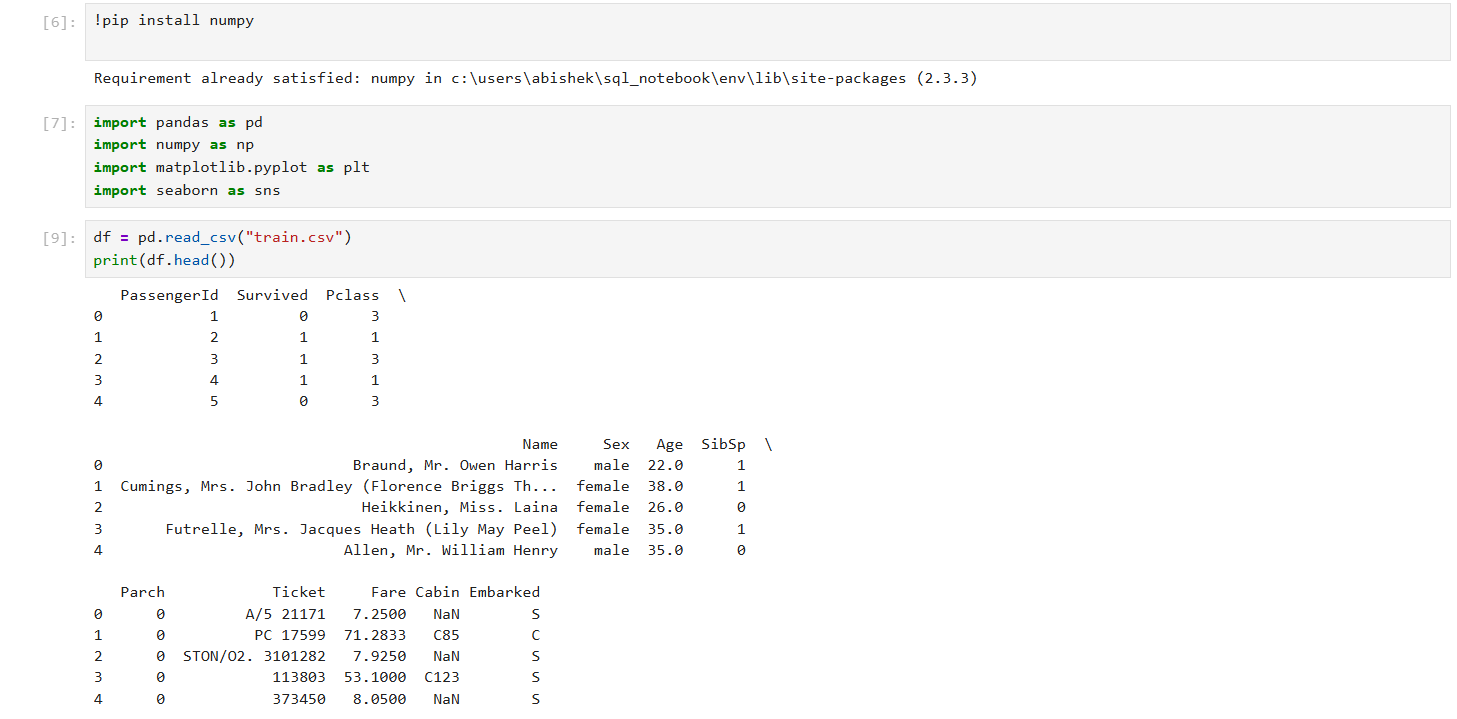 [6]: !pip install numpy
Requirement already satisfied: numpy in c:\users\abishek\sql_notebook\env\lib\site-packages (2.3.3)
[7]: import pandas as pd
import numpy as np
import matplotlib.pyplot as plt
import seaborn as sns
[9]: df = pd.read_csv("train.csv")
print(df.head())
   PassengerId  Survived  Pclass  \
0            1         0       3
1            2         1       1
2            3         1       3
3            4         1       1
4            5         0       3
                                                Name     Sex   Age  SibSp  \
0                            Braund, Mr. Owen Harris    male  22.0      1
1  Cumings, Mrs. John Bradley (Florence Briggs Th...  female  38.0      1
2                             Heikkinen, Miss. Laina  female  26.0      0
3       Futrelle, Mrs. Jacques Heath (Lily May Peel)  female  35.0      1
4                           Allen, Mr. William Henry    male  35.0      0
   Parch            Ticket     Fare Cabin Embarked
0      0         A/5 21171   7.2500   NaN        S
1      0          PC 17599  71.2833   C85        C
2      0  STON/O2. 3101282   7.9250   NaN        S
3      0            113803  53.1000  C123        S
4      0            373450   8.0500   NaN        S